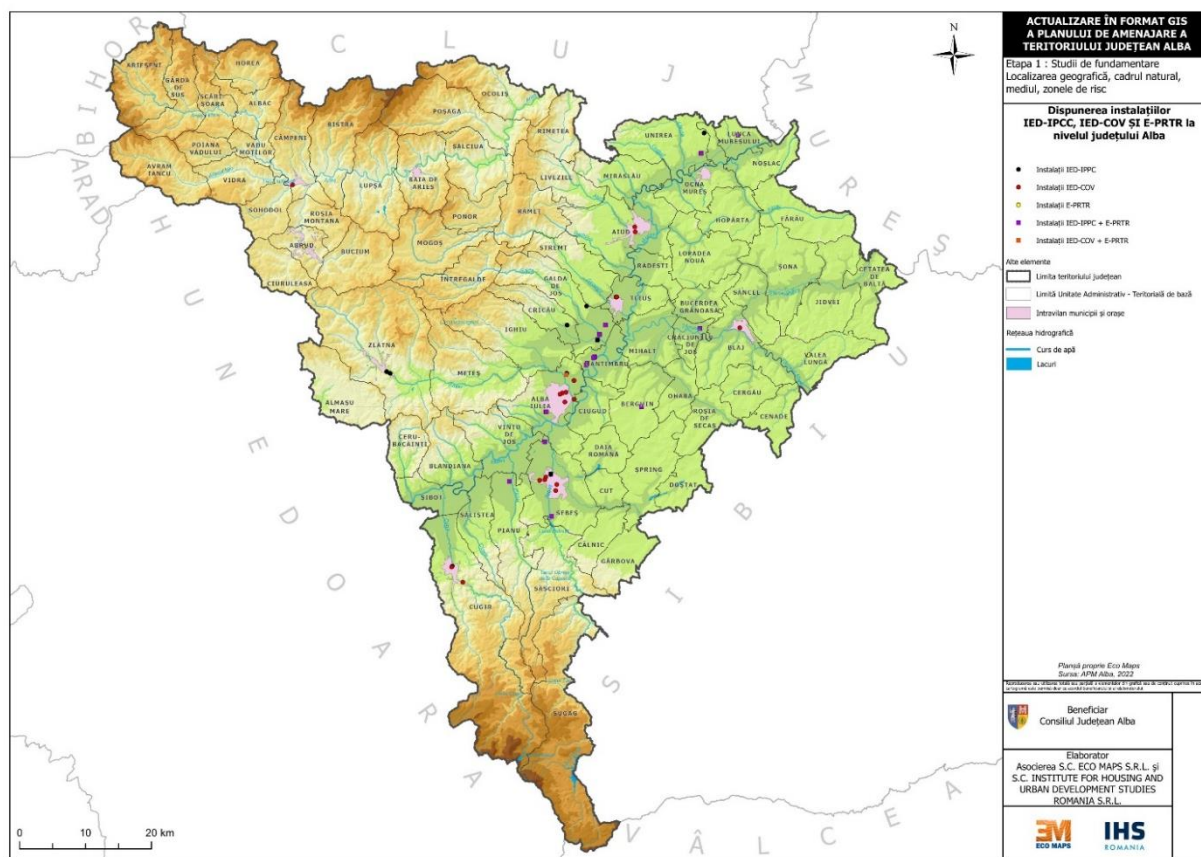 CLUJ
MUREȘ
SIBIU
VÂLCEA
HUNEDOARA
ARAD
BIHOR
N
ARIEȘENI
GÂRDA DE SUS
SCĂRIȘOARA
HOREA
ALBAC
POIANA VADULUI
VADU MOȚILOR
AVRAM IANCU
VIDRA
CÂMPENI
BISTRA
SOHODOL
ROȘIA MONTANĂ
ABRUD
CIURULEASA
BUCIUM
LUPȘA
BAIA DE ARIEȘ
POȘAGA
OCOLIȘ
SĂLCIUA
RIMETEA
LIVEZILE
PONOR
RÂMEȚ
MOGOȘ
ÎNTREGALDE
STREMȚ
GALDA DE JOS
CRICĂU
IGHIU
ZLATNA
METEȘ
ALMAȘU MARE
UNIREA
LUNCA MUREȘULUI
NOȘLAC
MIRĂSLĂU
OCNA MUREȘ
AIUD
HOPÂRTA
FĂRĂU
RĂDEȘTI
LOPADEA NOUĂ
ȘONA
CETATEA DE BALTĂ
TEIUȘ
BUCERDEA GRÂNOASĂ
SÂNCEL
JIDVEI
CRĂCIUNELU DE JOS
BLAJ
MIHALȚ
SÂNTIMBRU
VALEA LUNGĂ
ALBA IULIA
CIUGUD
BERGHIN
OHABA
CERGĂU
ROȘIA DE SECAȘ
CENADE
VINȚU DE JOS
CERU-BĂCĂINȚI
BLANDIANA
DAIA ROMÂNĂ
ȘPRING
DOȘTAT
CUT
ȘIBOT
SĂLIȘTEA
PIANU
SEBEȘ
CÂLNIC
GÂRBOVA
SĂSCIORI
CUGIR
ȘUGAG
0 10 20 km
ACTUALIZARE ÎN FORMAT GIS
A PLANULUI DE AMENAJARE A
TERITORIULUI JUDEȚEAN ALBA
Etapa 1 : Studii de fundamentare
Localizarea geografică, cadrul natural,
mediul, zonele de risc
Dispunerea instalațiilor
IED-IPCC, IED-COV ȘI E-PRTR la
nivelul județului Alba
Instalații IED-IPPC
Instalații IED-COV
Instalații E-PRTR
Instalații IED-IPPC + E-PRTR
Instalații IED-COV + E-PRTR
Alte elemente
Limita teritoriului județean
Limită Unitate Administrativ - Teritorială de bază
Intravilan municipii și orașe
Rețeaua hidrografică
Curs de apă
Lacuri
Planșă proprie Eco Maps
Sursa: APM Alba, 2022
Beneficiar
Consiliul Județean Alba
Elaborator
Asocierea S.C. ECO MAPS S.R.L. și
S.C. INSTITUTE FOR HOUSING AND
URBAN DEVELOPMENT STUDIES
ROMANIA S.R.L.
ECO MAPS
IHS
ROMANIA